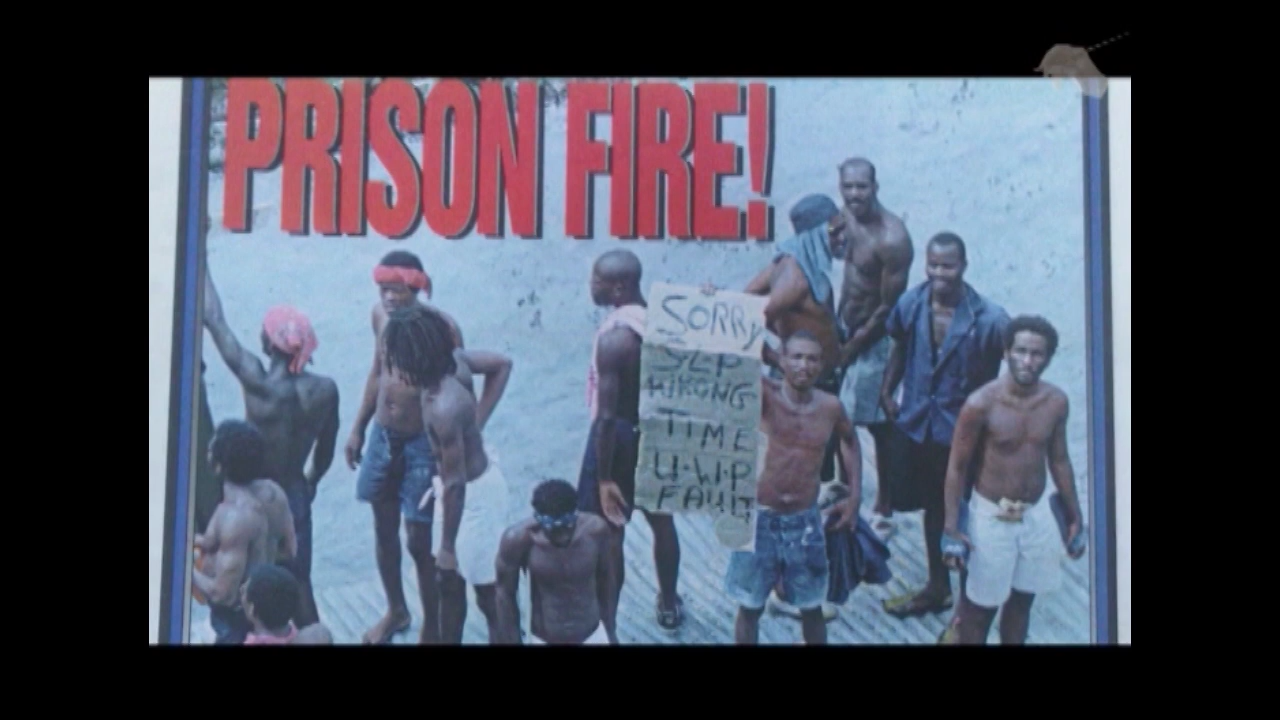 PRISON FIRE!
SORRY
SLP
WRONG
TIME
U.W.P
FAULT